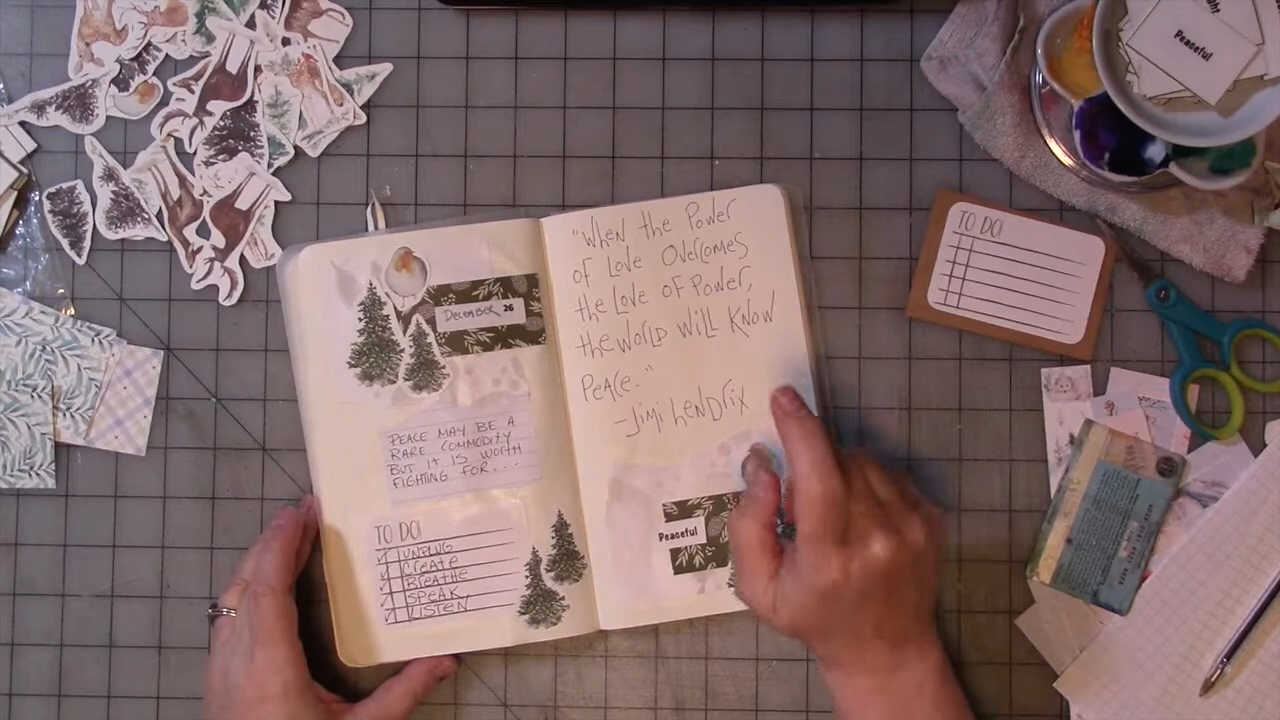 DECEMBER 26
PEACE MAY BE A
RARE COMMODITY
BUT IT IS WORTH
FIGHTING FOR...
TO DO!
UNPLUG
CREATE
BREATHE
SPEAK
LISTEN
"WHEN THE POWER
OF LOVE OVERCOMES
THE LOVE OF POWER,
THE WORLD WILL KNOW
PEACE."
-JIMI HENDRIX
Peaceful
TO DO!
ght
Peaceful